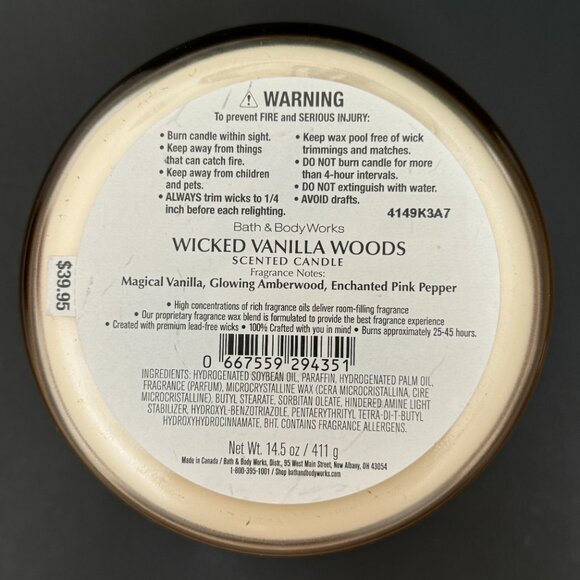 ⚠ WARNING
To prevent FIRE and SERIOUS INJURY:
• Burn candle within sight.
• Keep away from things
that can catch fire.
• Keep away from children
and pets.
• ALWAYS trim wicks to 1/4
inch before each relighting.
• Keep wax pool free of wick
trimmings and matches.
• DO NOT burn candle for more
than 4-hour intervals.
• DO NOT extinguish with water.
• AVOID drafts.
4149K3A7
Bath & Body Works
WICKED VANILLA WOODS
SCENTED CANDLE
Fragrance Notes:
Magical Vanilla, Glowing Amberwood, Enchanted Pink Pepper
• High concentrations of rich fragrance oils deliver room-filling fragrance
• Our proprietary fragrance wax blend is formulated to provide the best fragrance experience
• Created with premium lead-free wicks • 100% Crafted with you in mind • Burns approximately 25-45 hours.
0 667559 294351
INGREDIENTS: HYDROGENATED SOYBEAN OIL, PARAFFIN, HYDROGENATED PALM OIL,
FRAGRANCE (PARFUM), MICROCRYSTALLINE WAX (CERA MICROCRISTALLINA, CIRE
MICROCRISTALLINE), BUTYL STEARATE, SORBITAN OLEATE, HINDERED AMINE LIGHT
STABILIZER, HYDROXYL-BENZOTRIAZOLE, PENTAERYTHRITYL TETRA-DI-T-BUTYL
HYDROXYHYDROCINNAMATE, BHT. CONTAINS FRAGRANCE ALLERGENS.
Net Wt. 14.5 oz / 411 g
Made in Canada / Bath & Body Works, Distr., 95 West Main Street, New Albany, OH 43054
1-800-395-1001 / Shop bathandbodyworks.com
$39.95